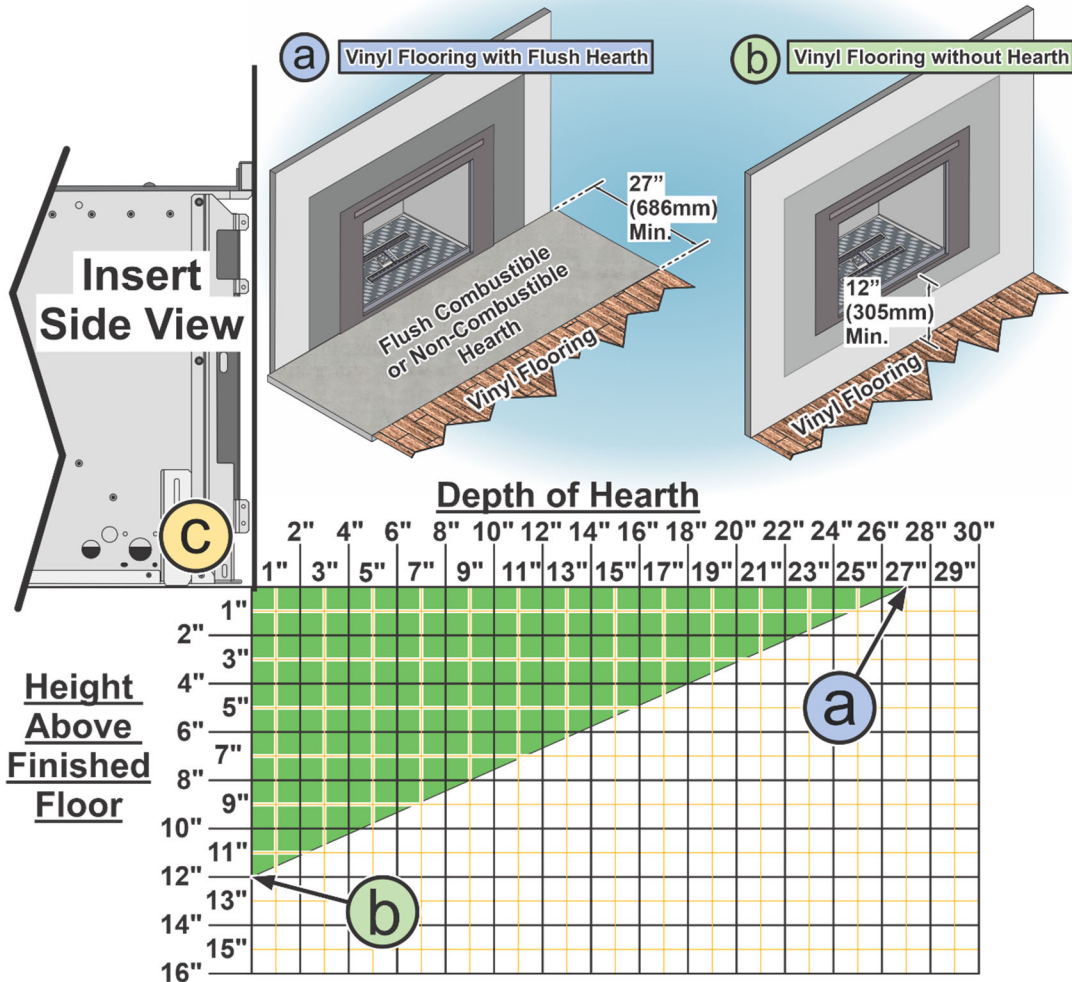 a
Vinyl Flooring with Flush Hearth
b
Vinyl Flooring without Hearth
27”
(686mm)
Min.
Flush Combustible
or Non-Combustible
Hearth
Vinyl Flooring
12”
(305mm)
Min.
Vinyl Flooring
Insert
Side View
C
Depth of Hearth
2" 4" 6" 8" 10" 12" 14" 16" 18" 20" 22" 24" 26" 28" 30"
1" 3" 5" 7" 9" 11" 13" 15" 17" 19" 21" 23" 25" 27" 29"
Height
Above
Finished
Floor
1"
2"
3"
4"
5"
6"
7"
8"
9"
10"
11"
12"
13"
14"
15"
16"
a
b